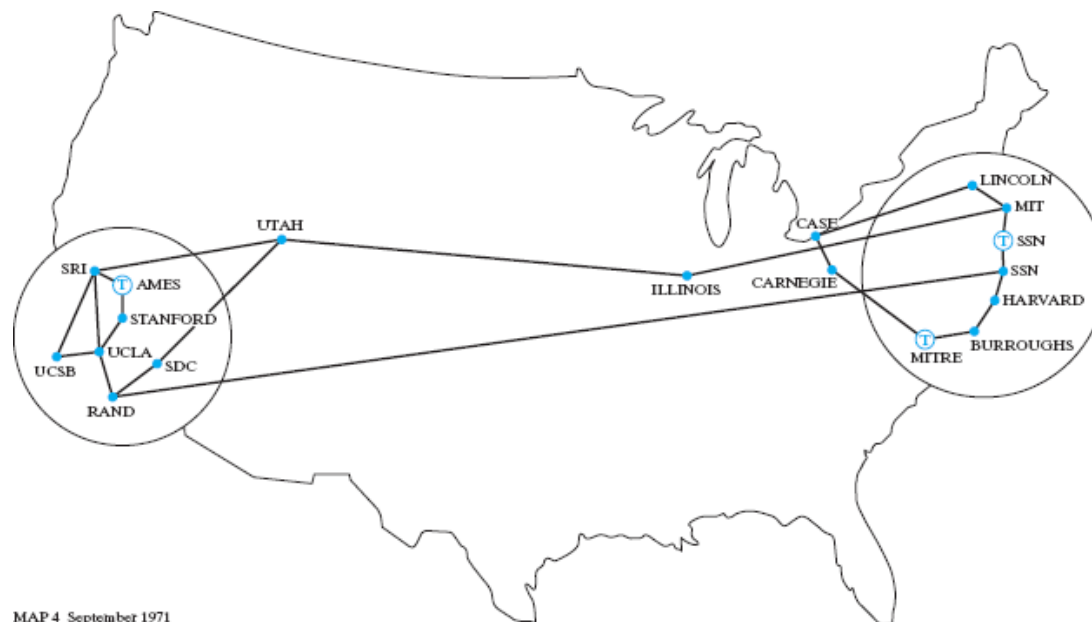 LINCOLN
MIT
UTAH
CASE
T SSN
SRI
T AMES
SSN
ILLINOIS
CARNEGIE
HARVARD
STANFORD
T
MITRE
BURROUGHS
UCLA
UCSB
SDC
RAND
MAP 4 September 1971